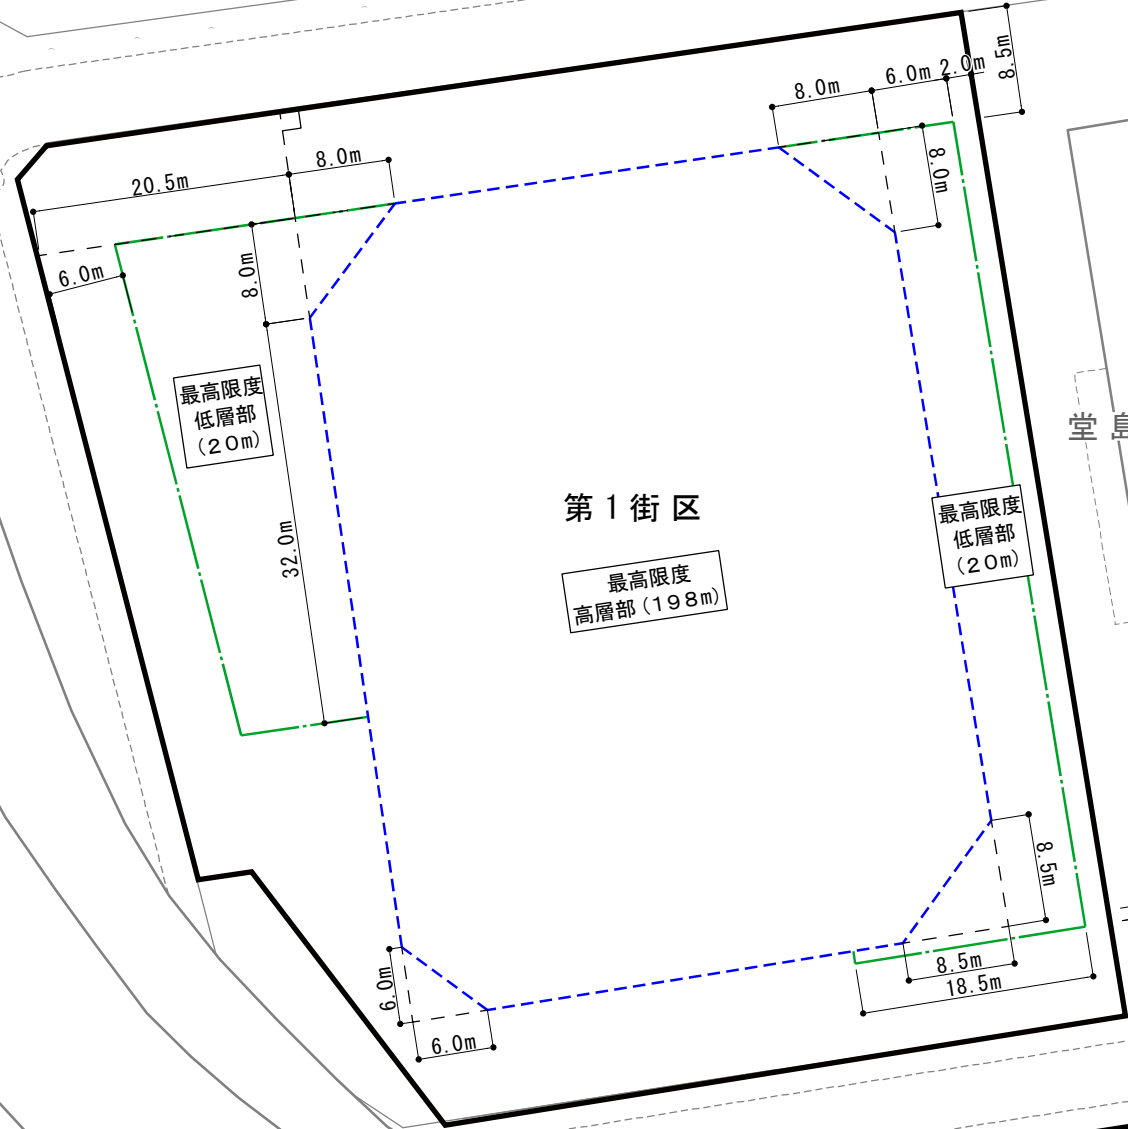 8.5m
2.0m
6.0m
8.0m
8.0m
20.5m
8.0m
6.0m
8.0m
最高限度
低層部
(20m)
32.0m
第1街区
最高限度
高層部(198m)
最高限度
低層部
(20m)
堂島
8.5m
8.5m
18.5m
6.0m
6.0m